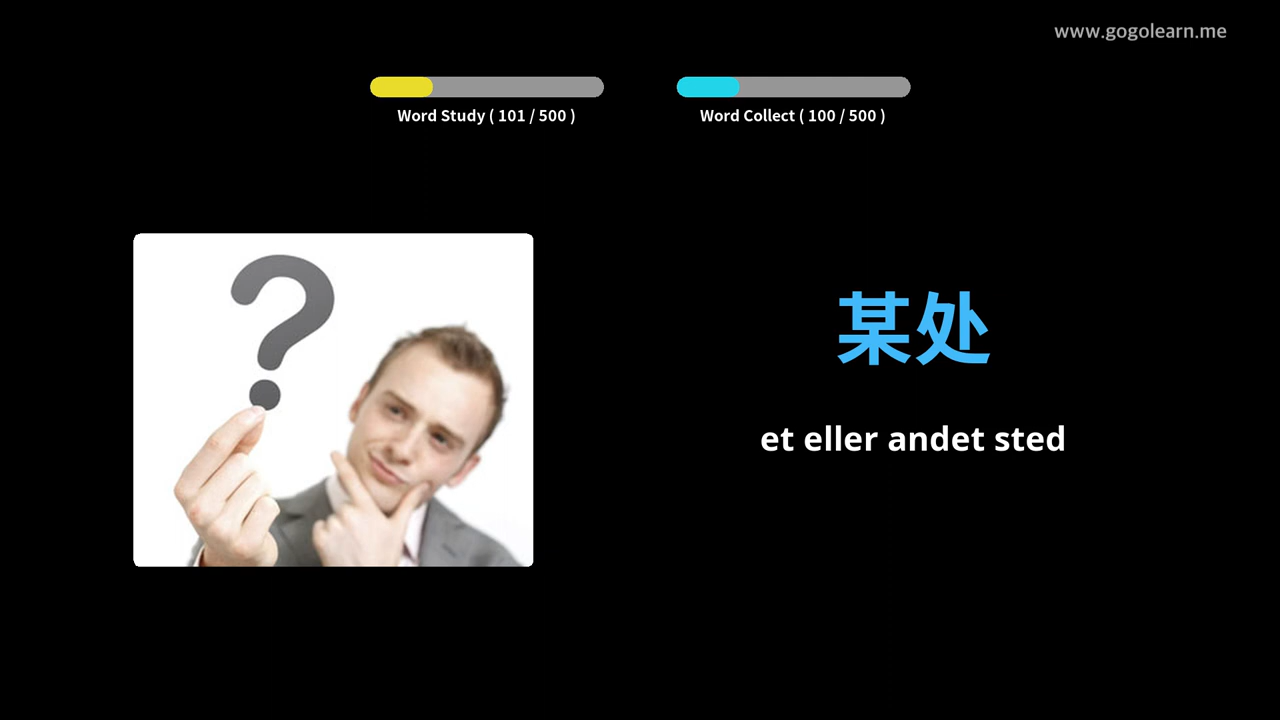 www.gogolearn.me
Word Study ( 101 / 500 )
Word Collect ( 100 / 500 )
?
某处
et eller andet sted